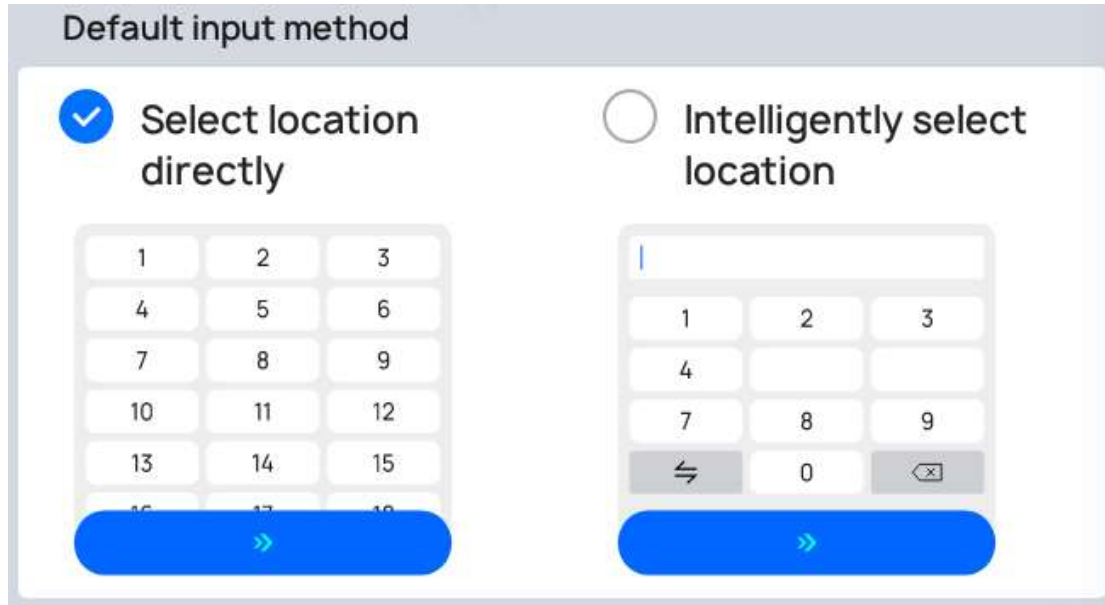 Default input method
Select location
directly
Intelligently select
location
1 2 3
4 5 6
7 8 9
10 11 12
13 14 15
1 2 3
4
7 8 9
0